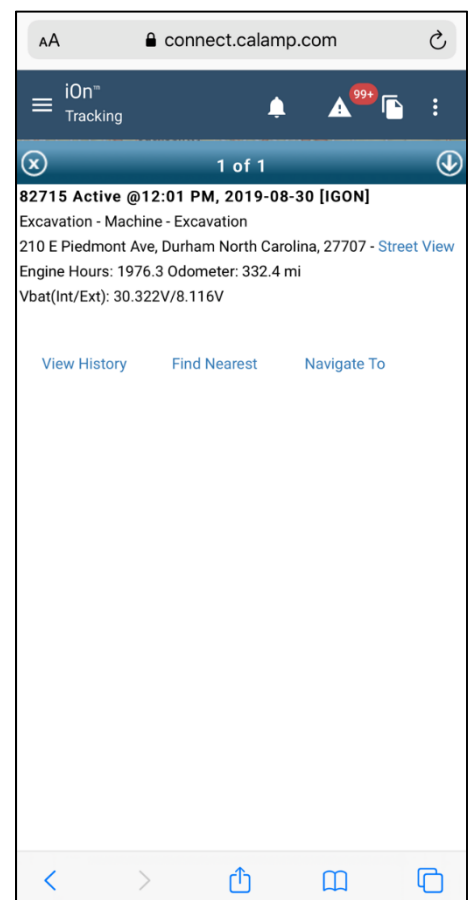 AA connect.calamp.com
iOn™
Tracking
99+
1 of 1
82715 Active @12:01 PM, 2019-08-30 [IGON]
Excavation - Machine - Excavation
210 E Piedmont Ave, Durham North Carolina, 27707 - Street View
Engine Hours: 1976.3 Odometer: 332.4 mi
Vbat(Int/Ext): 30.322V/8.116V
View History Find Nearest Navigate To